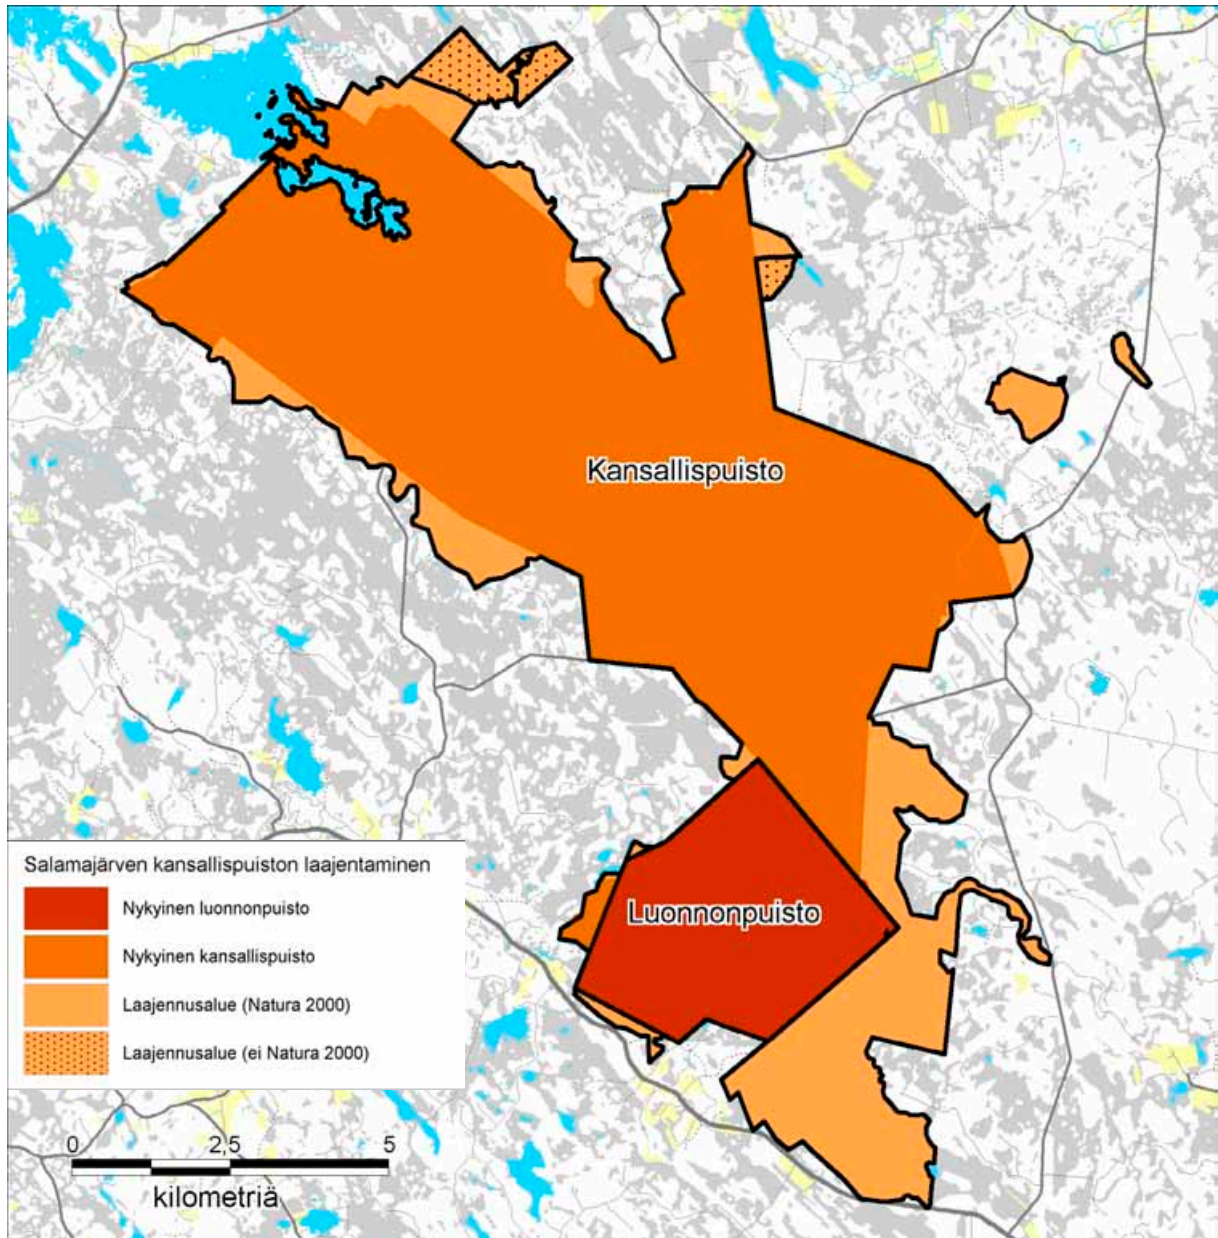 Kansallispuisto
Salamajärven kansallispuiston laajentaminen
Nykyinen luonnonpuisto
Nykyinen kansallispuisto
Laajennusalue (Natura 2000)
Laajennusalue (ei Natura 2000)
Luonnonpuisto
0 2,5 5
kilometriä